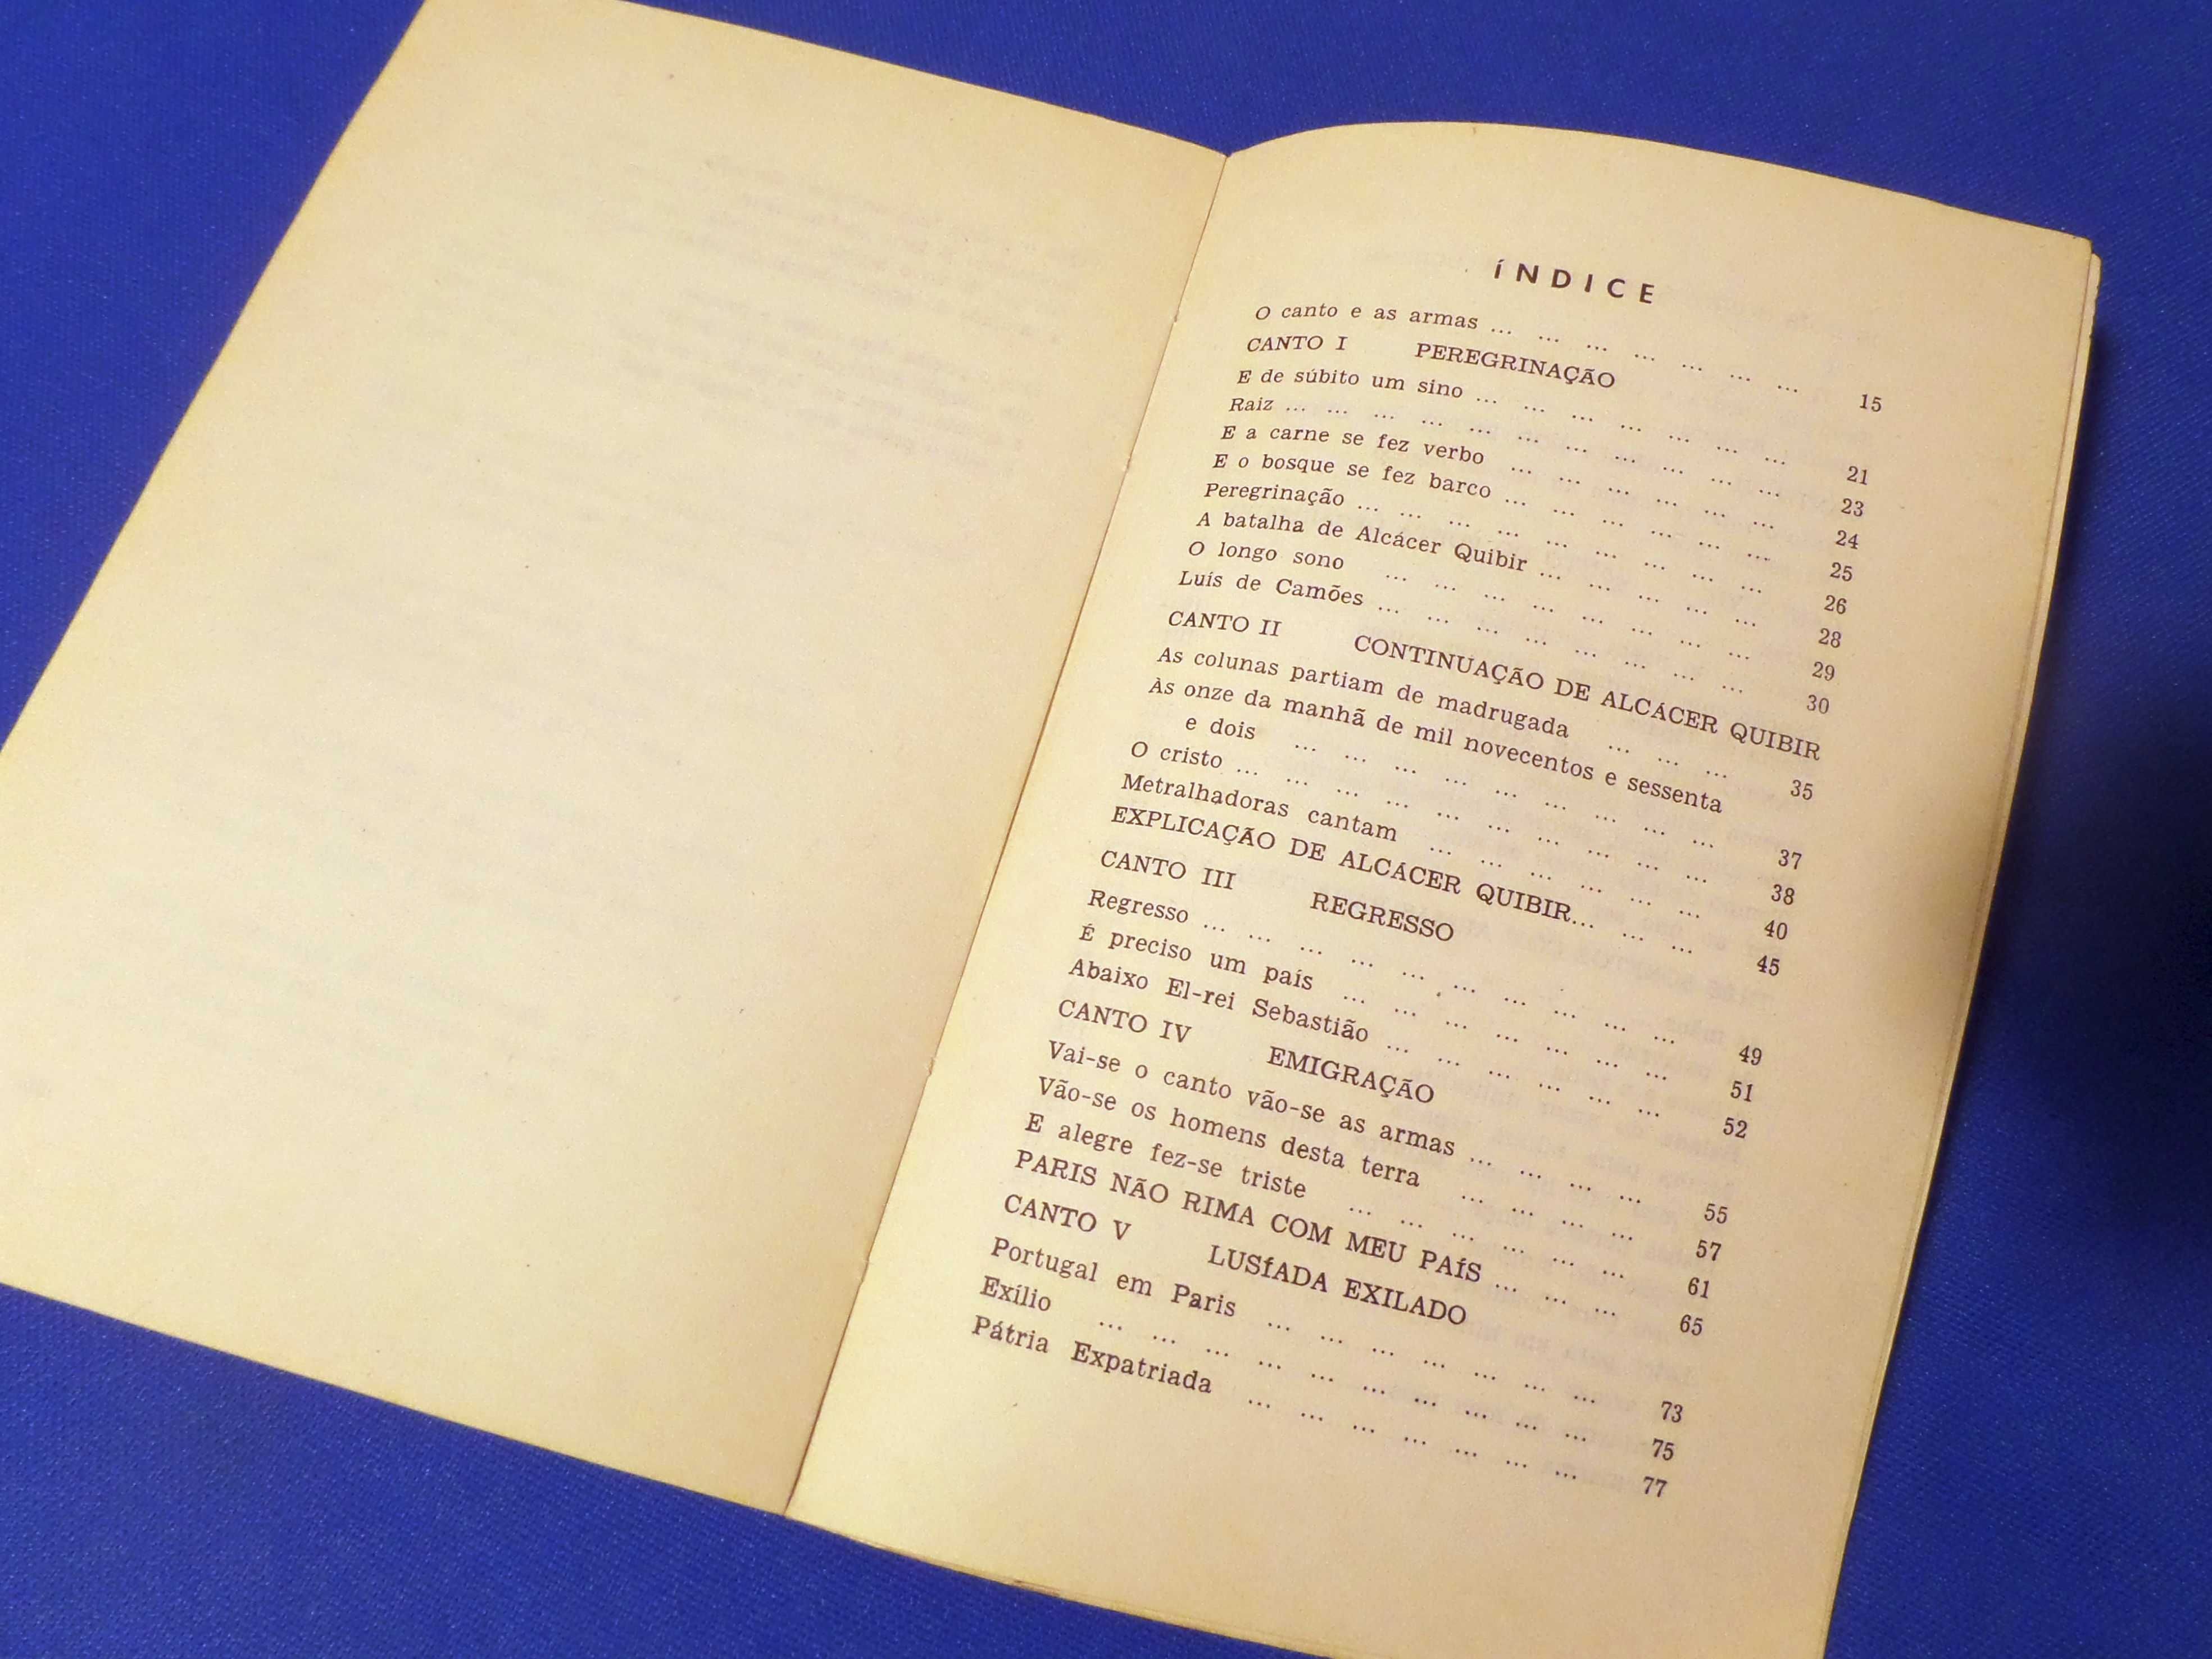 ÍNDICE
O canto e as armas ... ... ... ... ... ... ... 15
CANTO I PEREGRINAÇÃO
E de súbito um sino ... ... ... ... ... ... ... 21
Raiz ... ... ... ... ... ... ... ... ... ... ... 23
E a carne se fez verbo ... ... ... ... ... ... 24
E o bosque se fez barco ... ... ... ... ... ... 25
Peregrinação ... ... ... ... ... ... ... ... ... 26
A batalha de Alcácer Quibir ... ... ... ... ... 28
O longo sono ... ... ... ... ... ... ... ... 29
Luís de Camões ... ... ... ... ... ... ... ... 30
CANTO II CONTINUAÇÃO DE ALCÁCER QUIBIR
As colunas partiam de madrugada ... ... ... 35
Às onze da manhã de mil novecentos e sessenta
e dois ... ... ... ... ... ... ... ... ... 37
O cristo ... ... ... ... ... ... ... ... ... ... 38
Metralhadoras cantam ... ... ... ... ... ... 40
EXPLICAÇÃO DE ALCÁCER QUIBIR... ... ... 45
CANTO III REGRESSO
Regresso ... ... ... ... ... ... ... ... ... ... 49
É preciso um país ... ... ... ... ... ... ... 51
Abaixo El-rei Sebastião ... ... ... ... ... ... 52
CANTO IV EMIGRAÇÃO
Vai-se o canto vão-se as armas ... ... ... ... 55
Vão-se os homens desta terra ... ... ... ... 57
E alegre fez-se triste ... ... ... ... ... ... 61
PARIS NÃO RIMA COM MEU PAÍS ... ... ... 65
CANTO V LUSÍADA EXILADO
Portugal em Paris ... ... ... ... ... ... ... 73
Exílio ... ... ... ... ... ... ... ... ... ... 75
Pátria Expatriada ... ... ... ... ... ... ... 77